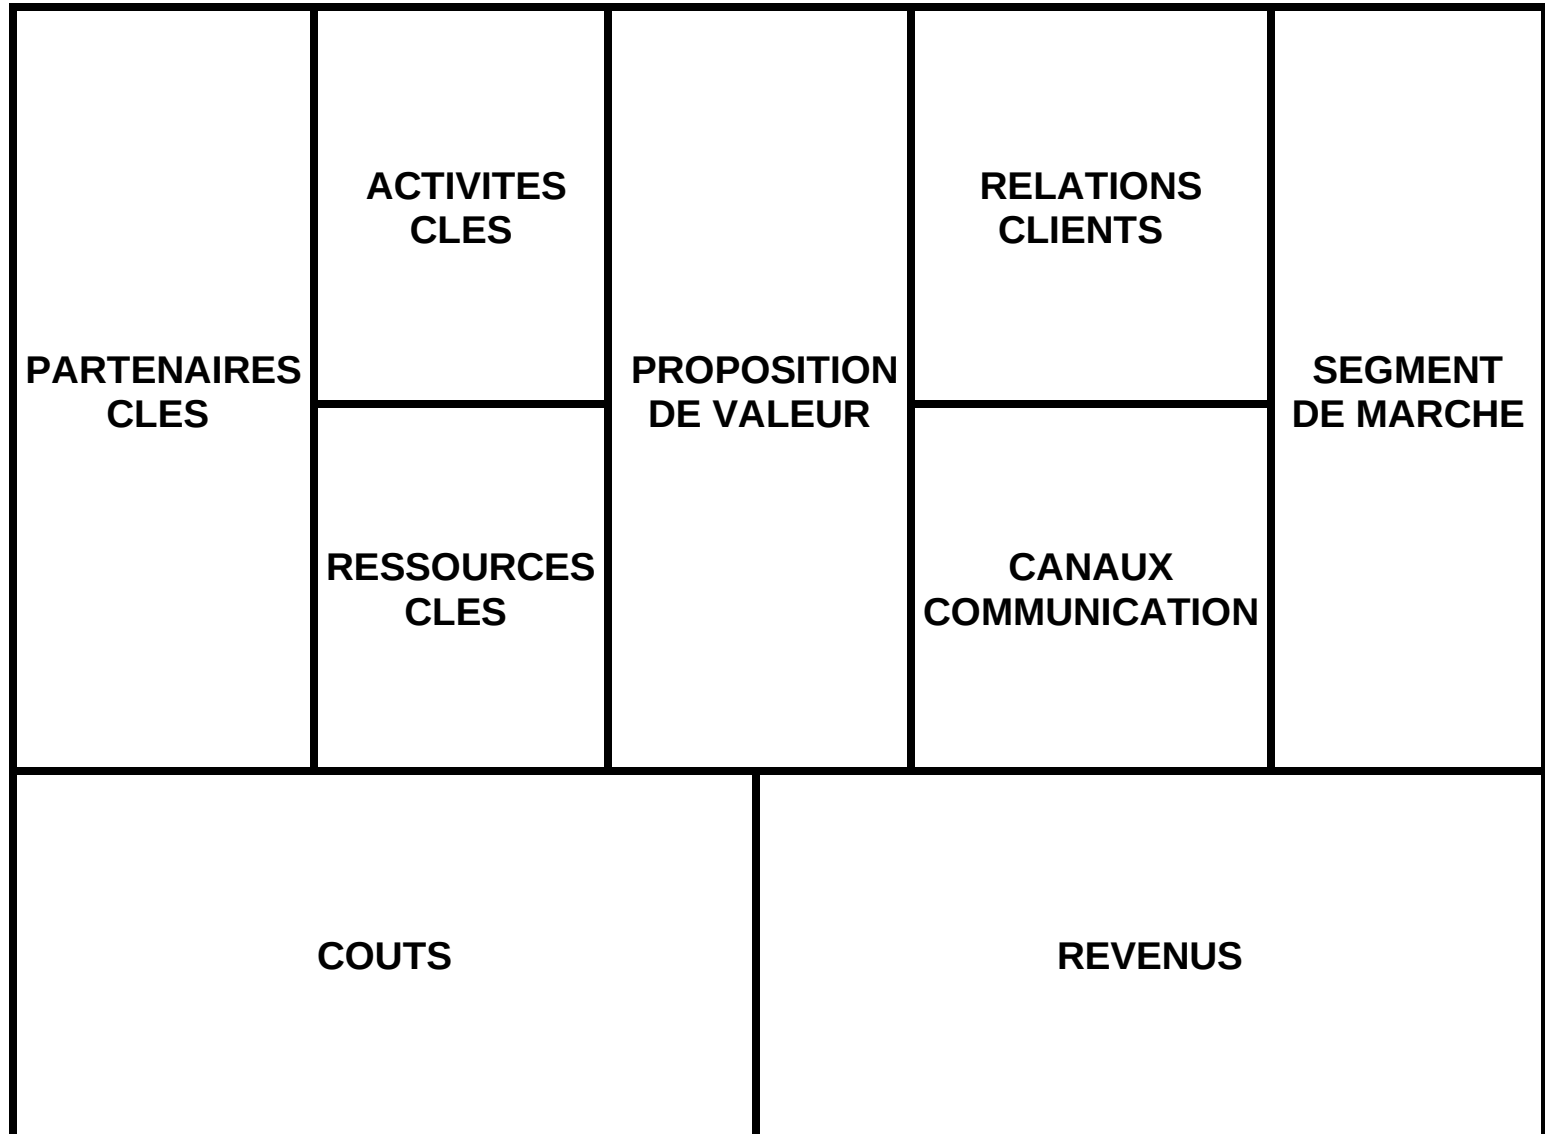 ACTIVITES
CLES
RELATIONS
CLIENTS
PARTENAIRES
CLES
PROPOSITION
DE VALEUR
SEGMENT
DE MARCHE
RESSOURCES
CLES
CANAUX
COMMUNICATION
COUTS
REVENUS